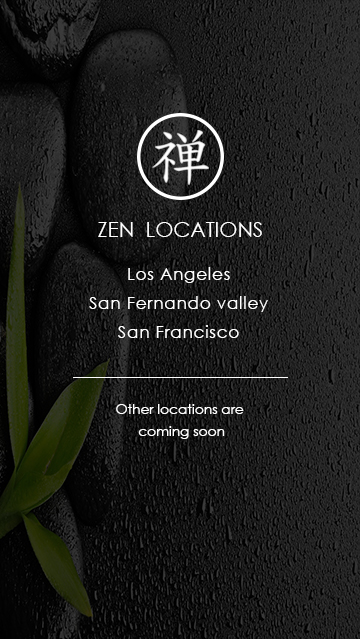 禅
ZEN LOCATIONS
Los Angeles
San Fernando valley
San Francisco
Other locations are
coming soon